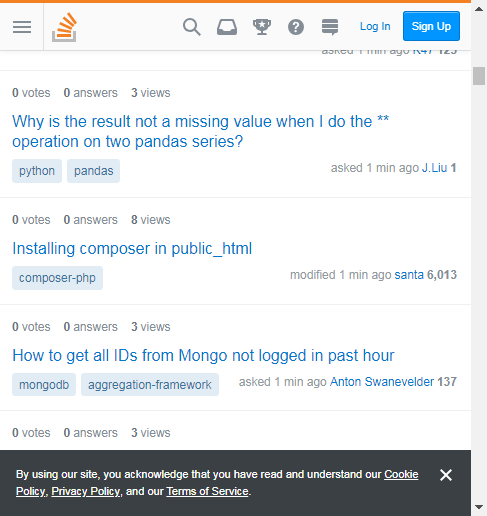 Log In Sign Up
asked 1 min ago K47 125
0 votes 0 answers 3 views
Why is the result not a missing value when I do the **
operation on two pandas series?
python pandas asked 1 min ago J.Liu 1
0 votes 0 answers 8 views
Installing composer in public_html
composer-php modified 1 min ago santa 6,013
0 votes 0 answers 3 views
How to get all IDs from Mongo not logged in past hour
mongodb aggregation-framework asked 1 min ago Anton Swanevelder 137
0 votes 0 answers 3 views
By using our site, you acknowledge that you have read and understand our Cookie
Policy, Privacy Policy, and our Terms of Service.